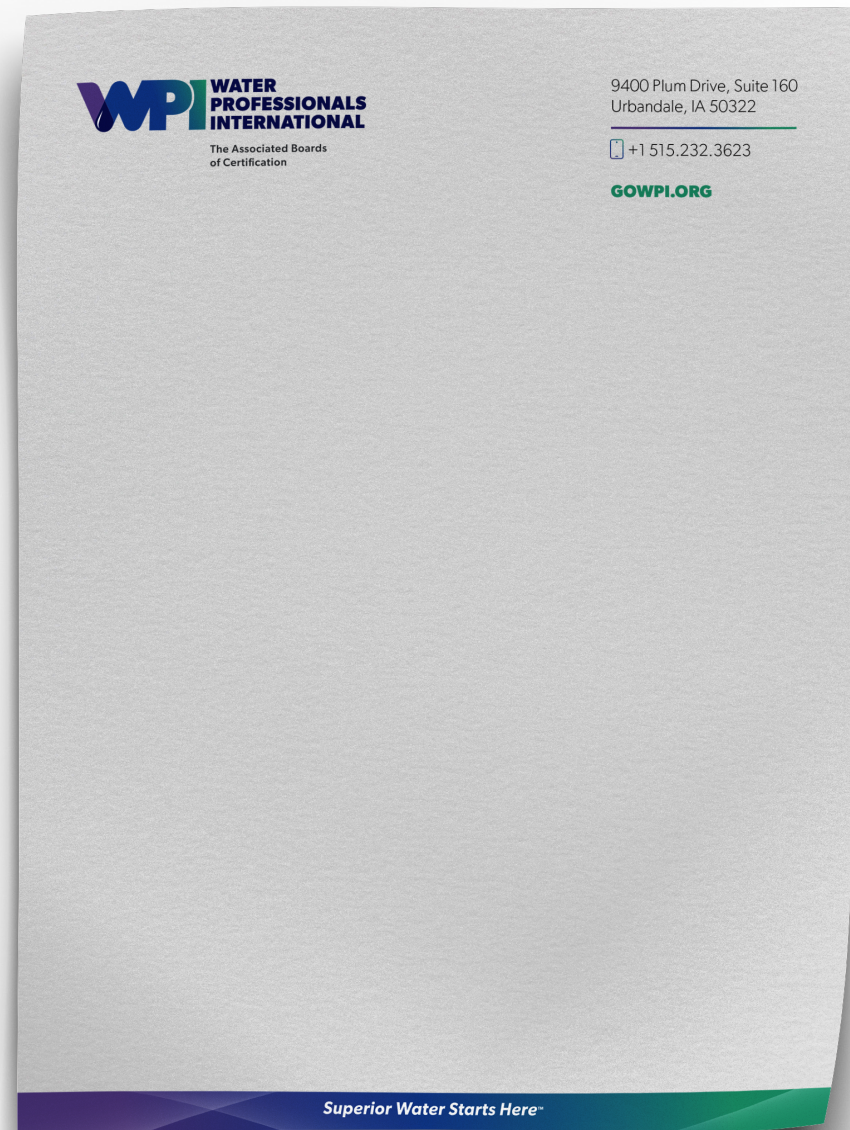 WPI
WATER
PROFESSIONALS
INTERNATIONAL
The Associated Boards
of Certification
9400 Plum Drive, Suite 160
Urbandale, IA 50322
+1 515.232.3623
GOWPI.ORG
Superior Water Starts Here™